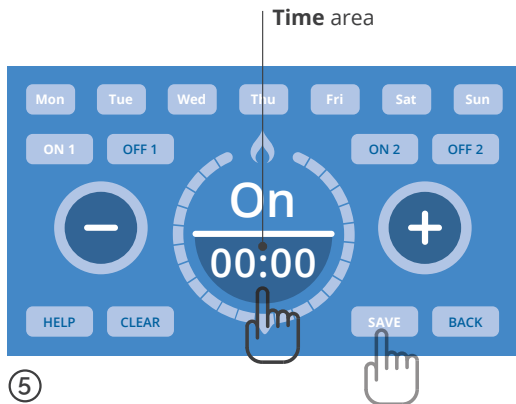 Time area
Mon Tue Wed Thu Fri Sat Sun
ON 1 OFF 1 ON 2 OFF 2
On
00:00
HELP CLEAR SAVE BACK
5